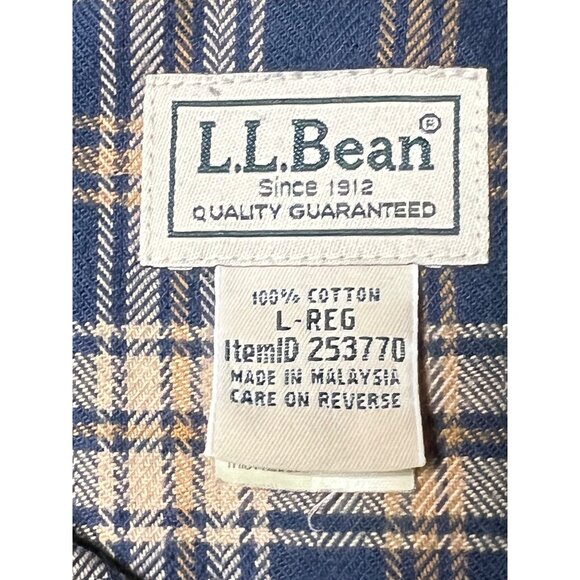 L.L.Bean®
Since 1912
QUALITY GUARANTEED
100% COTTON
L-REG
ItemID 253770
MADE IN MALAYSIA
CARE ON REVERSE